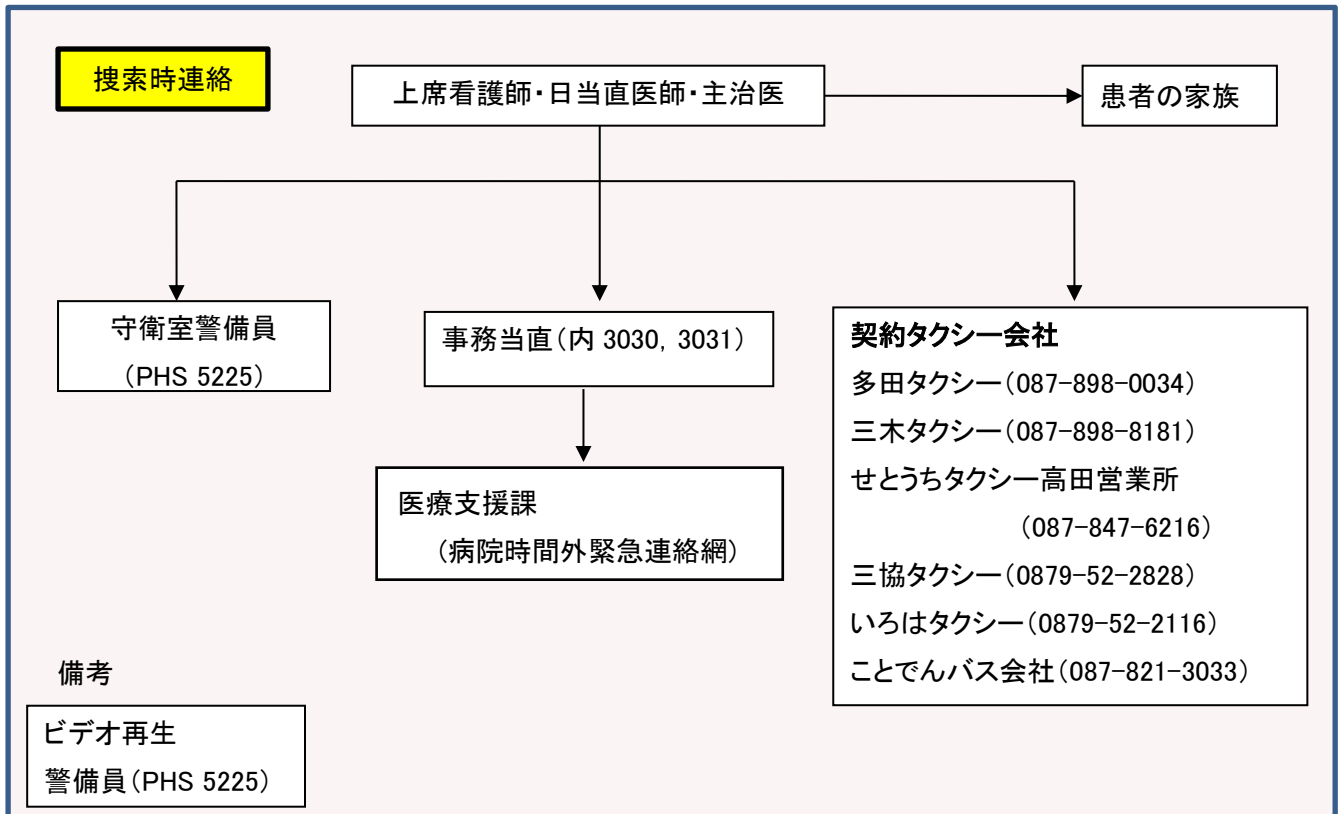 捜索時連絡
上席看護師・日当直医師・主治医
患者の家族
守衛室警備員
(PHS 5225)
事務当直(内 3030, 3031)
医療支援課
(病院時間外緊急連絡網)
契約タクシー会社
多田タクシー(087-898-0034)
三木タクシー(087-898-8181)
せとうちタクシー高田営業所
(087-847-6216)
三協タクシー(0879-52-2828)
いろはタクシー(0879-52-2116)
ことでんバス会社(087-821-3033)
備考
ビデオ再生
警備員(PHS 5225)